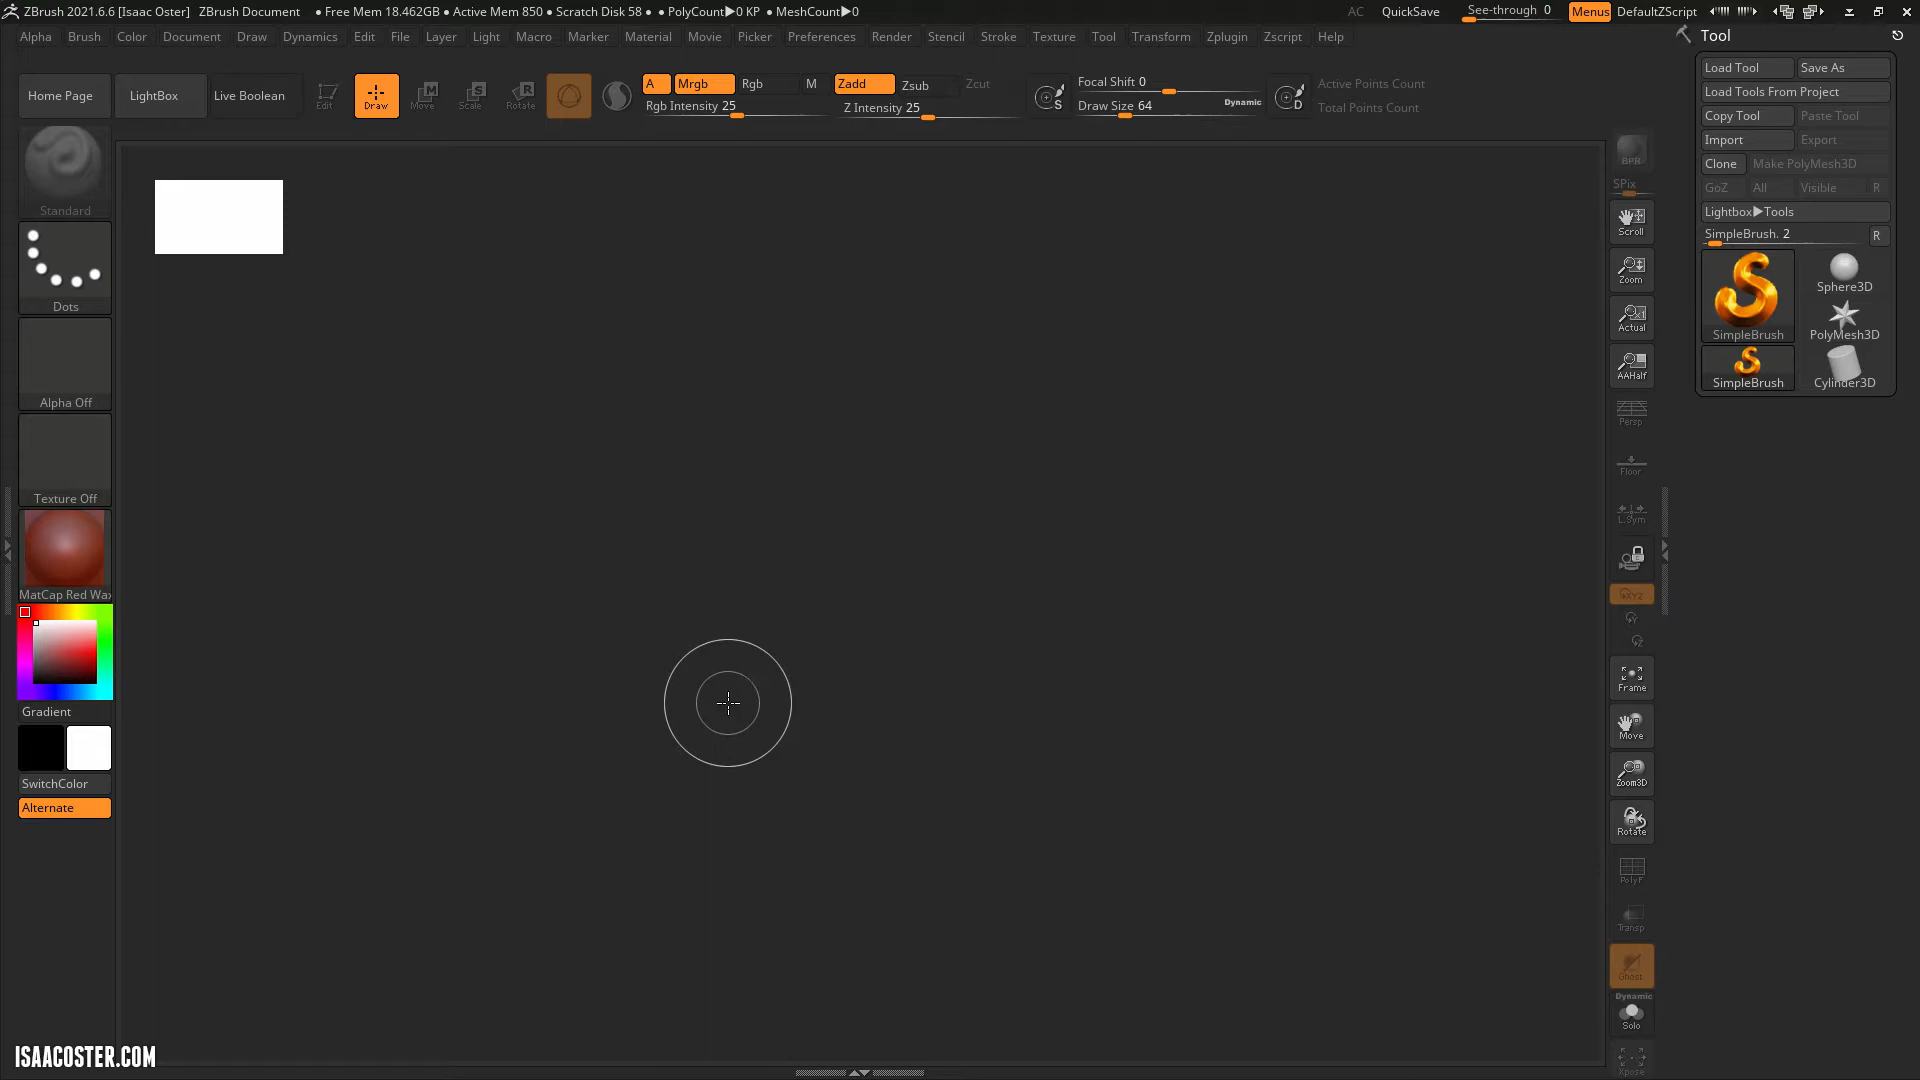 ZBrush 2021.6.6 [Isaac Oster] ZBrush Document • Free Mem 18.462GB • Active Mem 850 • Scratch Disk 58 • • PolyCount▶0 KP • MeshCount▶0 AC QuickSave See-through 0 Menus DefaultZScript
Alpha Brush Color Document Draw Dynamics Edit File Layer Light Macro Marker Material Movie Picker Preferences Render Stencil Stroke Texture Tool Transform Zplugin Zscript Help
Tool
Home Page LightBox Live Boolean Edit Draw Move Scale Rotate
A Mrgb Rgb M Zadd Zsub Zcut
Rgb Intensity 25 Z Intensity 25
S
Focal Shift 0
Draw Size 64 Dynamic
D
Active Points Count
Total Points Count
Load Tool Save As
Load Tools From Project
Copy Tool Paste Tool
Import Export
Clone Make PolyMesh3D
GoZ All Visible R
Lightbox▶Tools
SimpleBrush. 2 R
SimpleBrush Sphere3D
PolyMesh3D
SimpleBrush Cylinder3D
Standard
Dots
Alpha Off
Texture Off
MatCap Red Wax
Gradient
SwitchColor
Alternate
BPR
SPix
Scroll
Zoom
Actual
AAHalf
Persp
Floor
L.Sym
XYZ
Y
Z
Frame
Move
Zoom3D
Rotate
PolyF
Transp
Ghost
Dynamic
Solo
Xpose
ISAACOSTER.COM